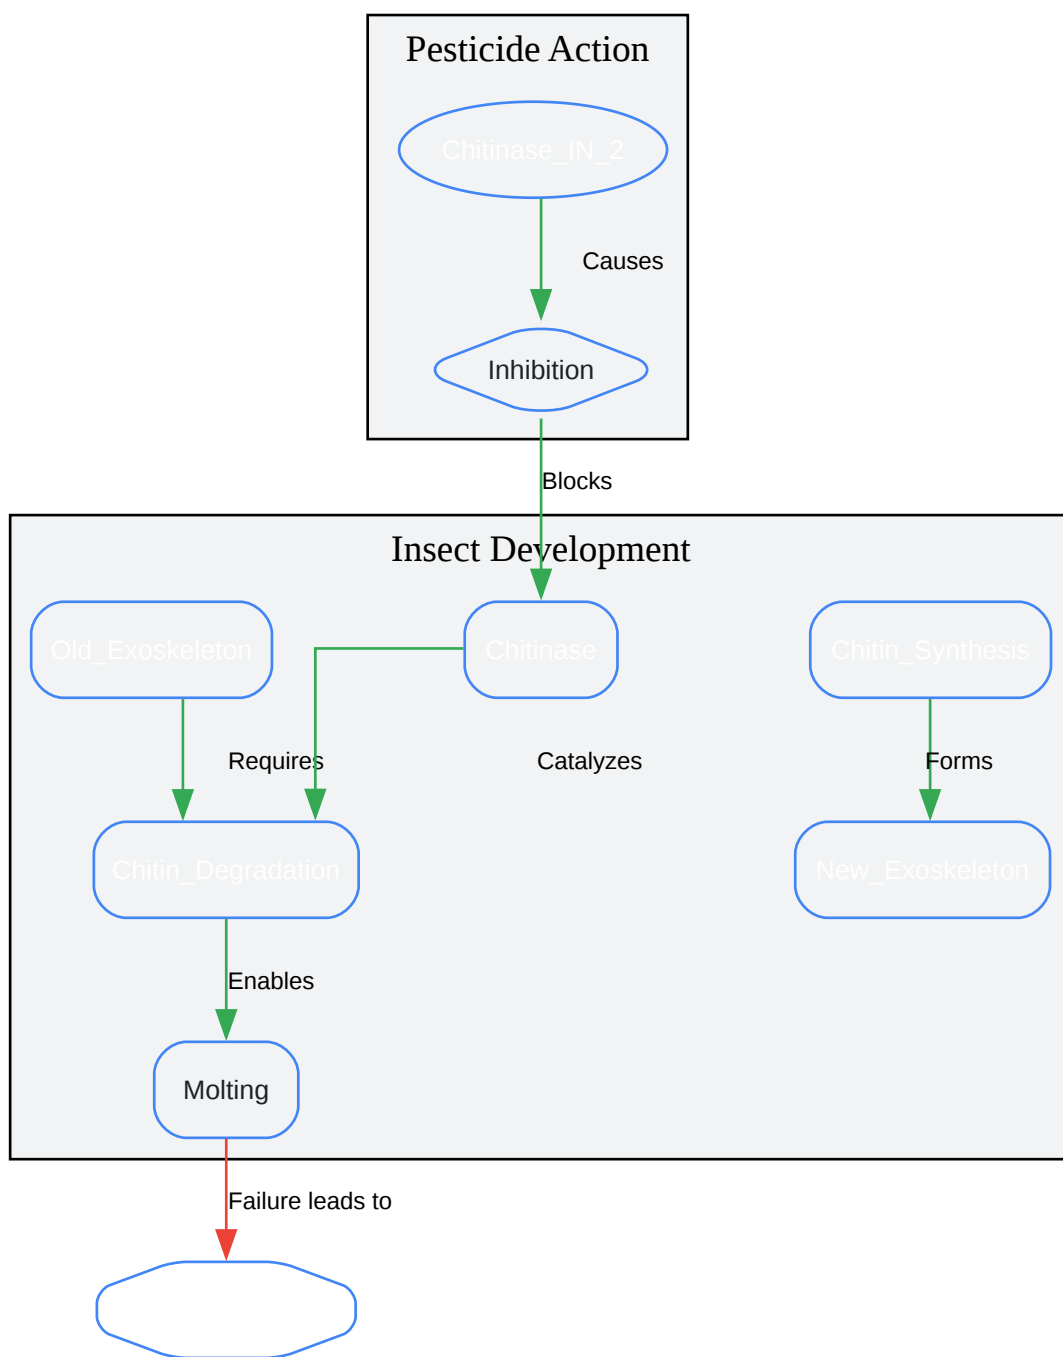 Pesticide Action
Chitinase_IN_2
Causes
Inhibition
Blocks
Insect Development
Old_Exoskeleton
Chitinase
Chitin_Synthesis
Requires
Catalyzes
Forms
Chitin_Degradation
New_Exoskeleton
Enables
Molting
Failure leads to